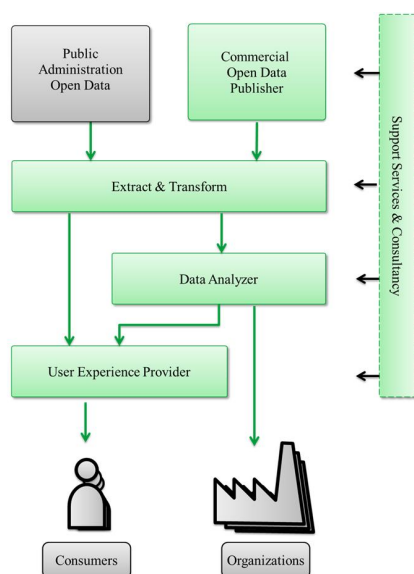 Public
Administration
Open Data
Commercial
Open Data
Publisher
Support Services & Consultancy
Extract & Transform
Data Analyzer
User Experience Provider
Consumers
Organizations